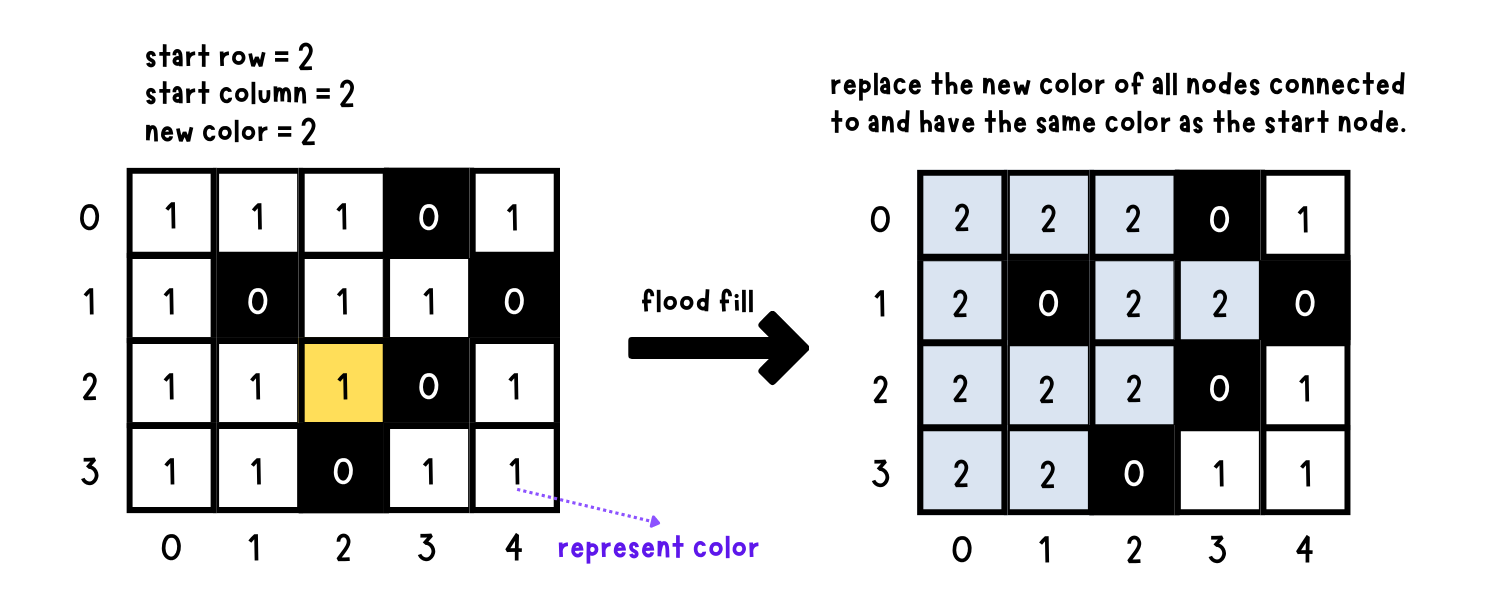 start row = 2
start column = 2
new color = 2
replace the new color of all nodes connected
to and have the same color as the start node.
0 1 1 1 0 1
1 1 0 1 1 0
2 1 1 1 0 1
3 1 1 0 1 1
0 1 2 3 4
represent color
flood fill
0 2 2 2 0 1
1 2 0 2 2 0
2 2 2 2 0 1
3 2 2 0 1 1
0 1 2 3 4